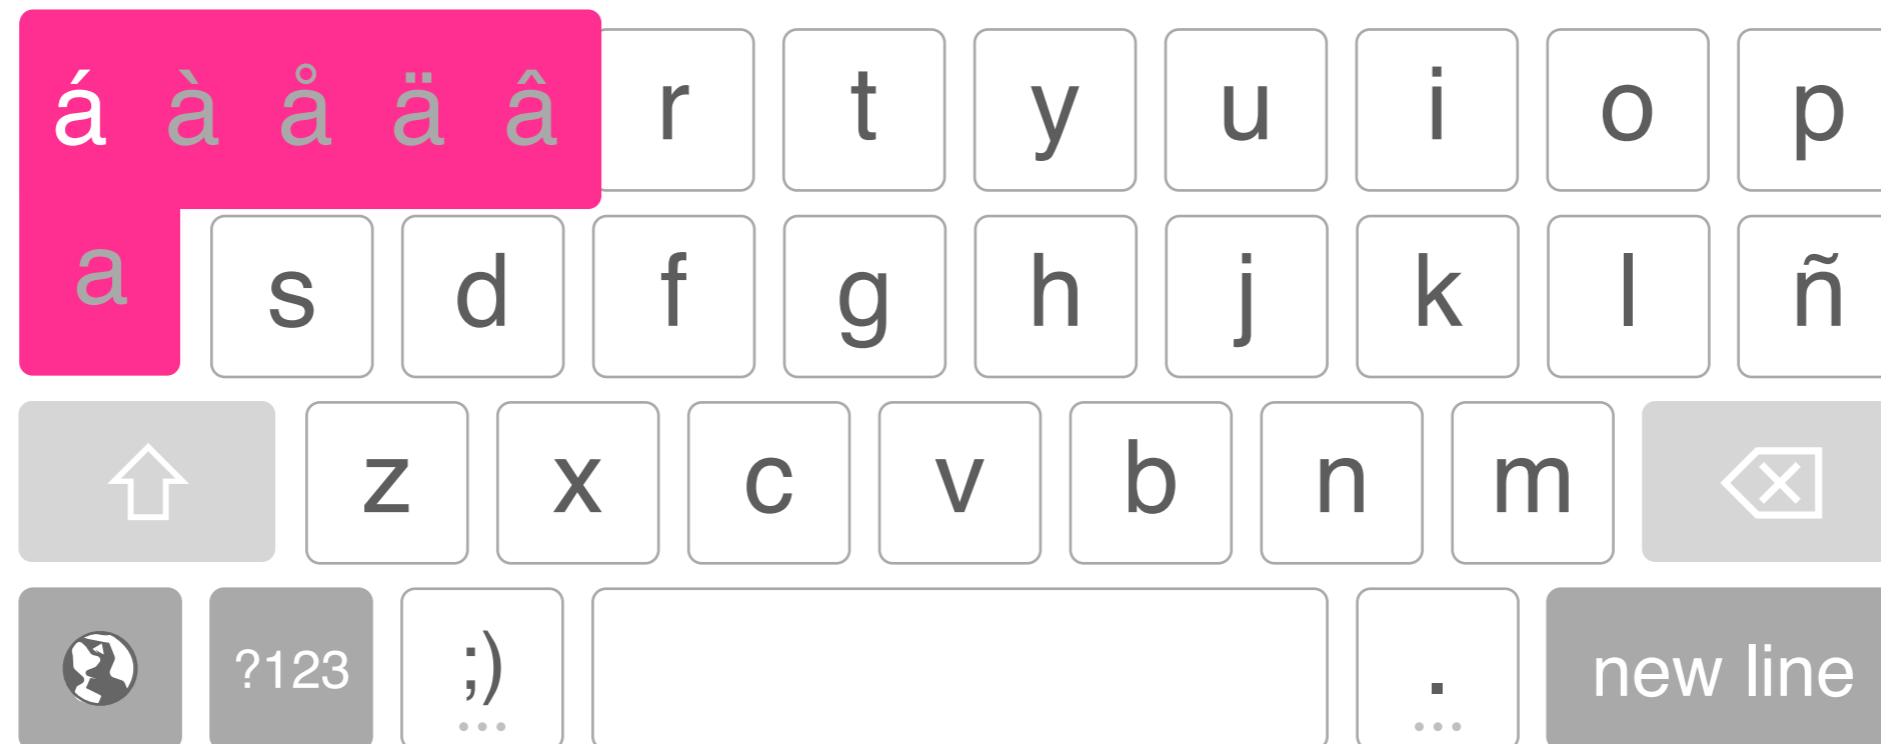 á à å ä â r t y u i o p
a s d f g h j k l ñ
z x c v b n m
?123 ;) . new line